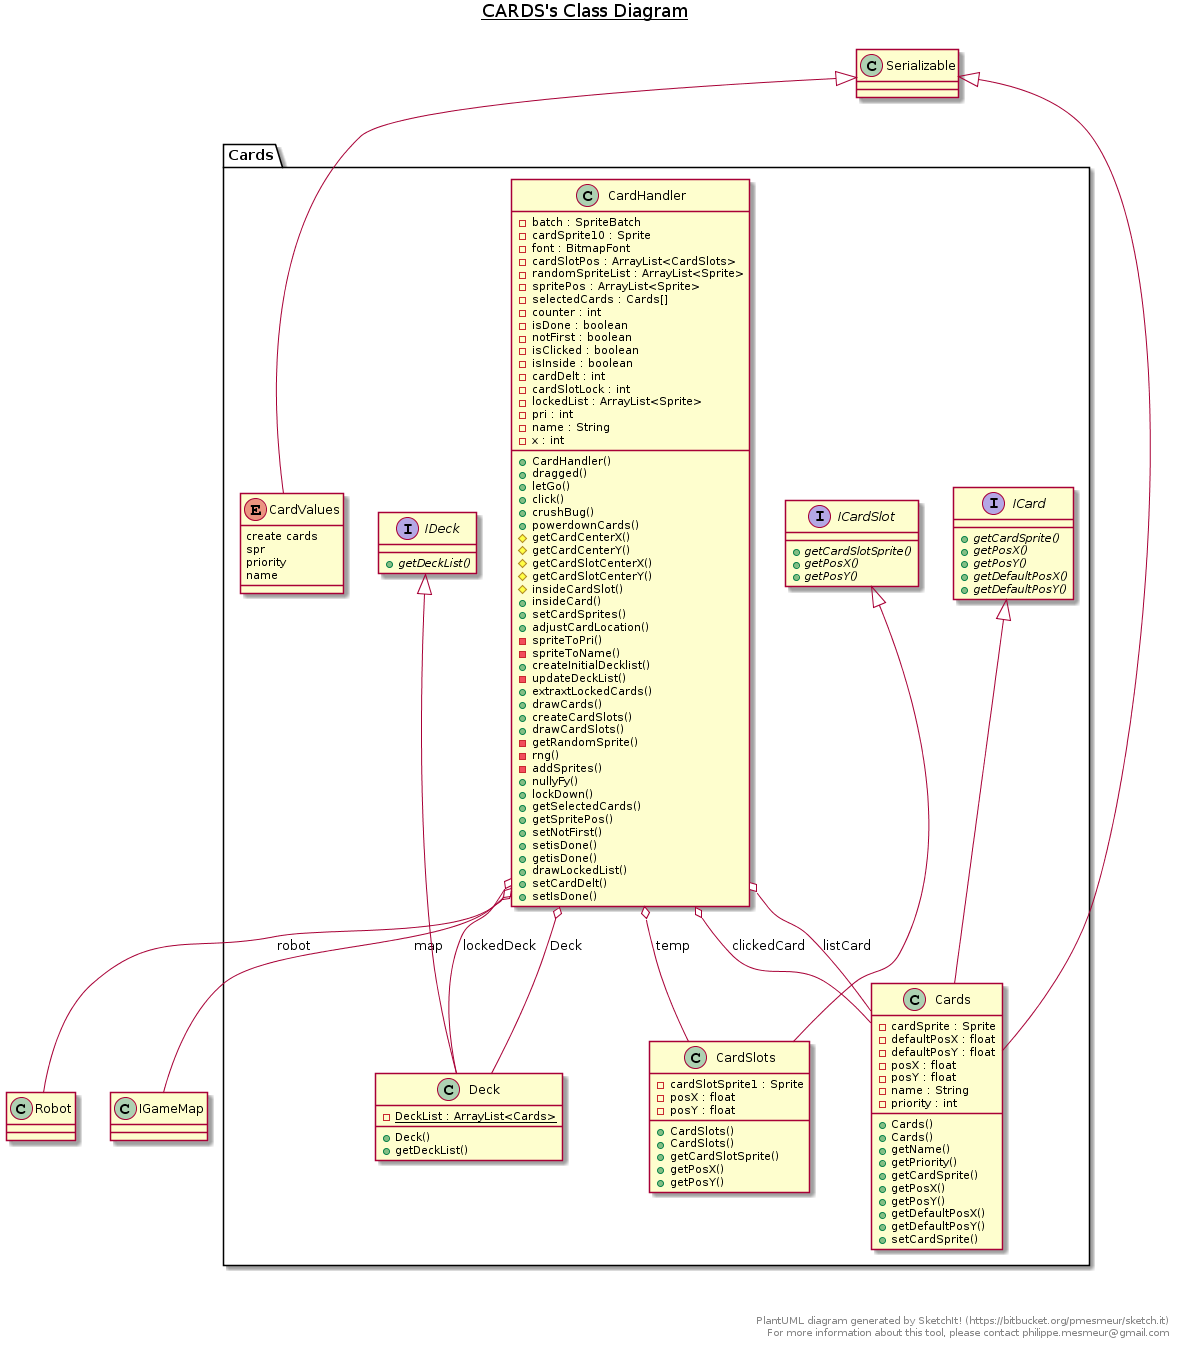 CARDS's Class Diagram
C Serializable
Cards
C CardHandler
batch : SpriteBatch
cardSprite10 : Sprite
font : BitmapFont
cardSlotPos : ArrayList<CardSlots>
randomSpriteList : ArrayList<Sprite>
spritePos : ArrayList<Sprite>
selectedCards : Cards[]
counter : int
isDone : boolean
notFirst : boolean
isClicked : boolean
isInside : boolean
cardDelt : int
cardSlotLock : int
lockedList : ArrayList<Sprite>
pri : int
name : String
x : int
CardHandler()
dragged()
letGo()
click()
crushBug()
powerdownCards()
getCardCenterX()
getCardCenterY()
getCardSlotCenterX()
getCardSlotCenterY()
insideCardSlot()
insideCard()
setCardSprites()
adjustCardLocation()
spriteToPri()
spriteToName()
createInitialDecklist()
updateDeckList()
extraxtLockedCards()
drawCards()
createCardSlots()
drawCardSlots()
getRandomSprite()
rng()
addSprites()
nullyFy()
lockDown()
getSelectedCards()
getSpritePos()
setNotFirst()
setisDone()
getisDone()
drawLockedList()
setCardDelt()
setIsDone()
E CardValues
create cards
spr
priority
name
I IDeck
getDeckList()
I ICardSlot
getCardSlotSprite()
getPosX()
getPosY()
I ICard
getCardSprite()
getPosX()
getPosY()
getDefaultPosX()
getDefaultPosY()
robot
map
lockedDeck
Deck
temp
clickedCard
listCard
C Robot
C IGameMap
C Deck
DeckList : ArrayList<Cards>
Deck()
getDeckList()
C CardSlots
cardSlotSprite1 : Sprite
posX : float
posY : float
CardSlots()
CardSlots()
getCardSlotSprite()
getPosX()
getPosY()
C Cards
cardSprite : Sprite
defaultPosX : float
defaultPosY : float
posX : float
posY : float
name : String
priority : int
Cards()
Cards()
getName()
getPriority()
getCardSprite()
getPosX()
getPosY()
getDefaultPosX()
getDefaultPosY()
setCardSprite()
PlantUML diagram generated by SketchIt! (https://bitbucket.org/pmesmeur/sketch.it)
For more information about this tool, please contact philippe.mesmeur@gmail.com